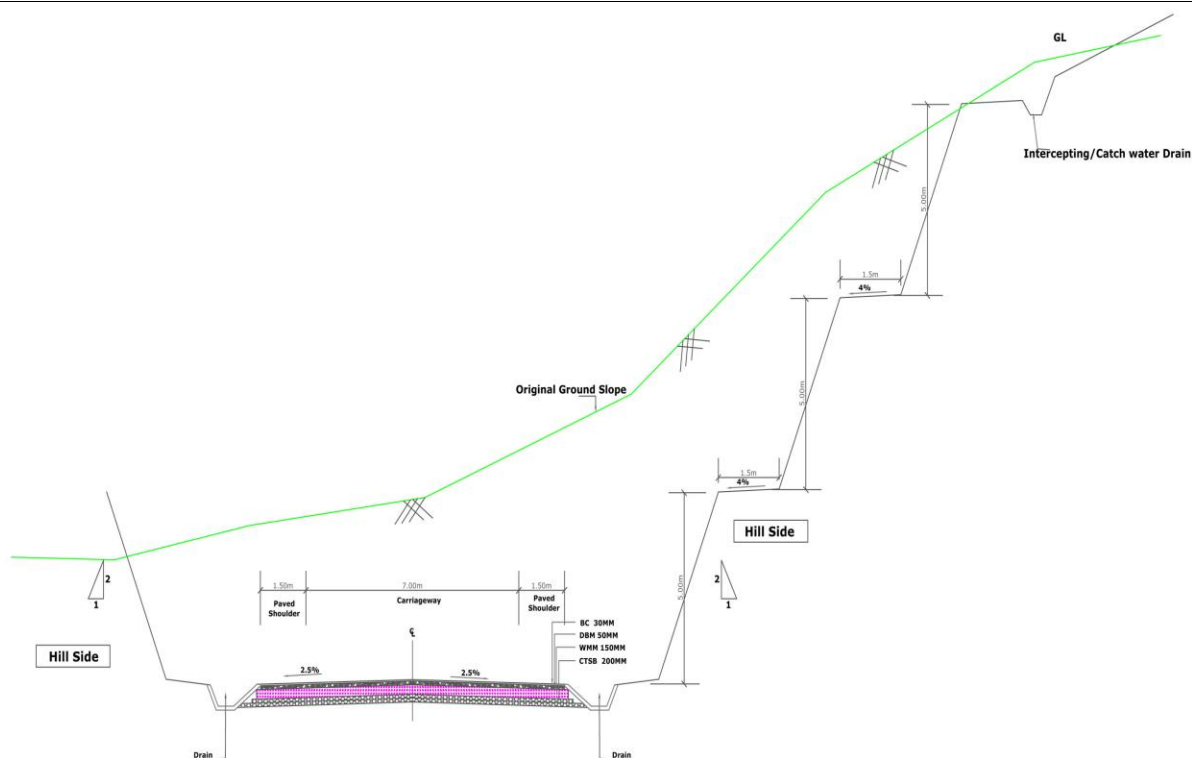 GL
Intercepting/Catch water Drain
5.00m
1.5m
4%
5.00m
Original Ground Slope
1.5m
4%
Hill Side
5.00m
2
1
2
1
1.50m
7.00m
1.50m
Paved
Shoulder
Carriageway
Paved
Shoulder
BC 30MM
DBM 50MM
WMM 150MM
CTSB 200MM
Hill Side
2.5%
2.5%
Drain
Drain